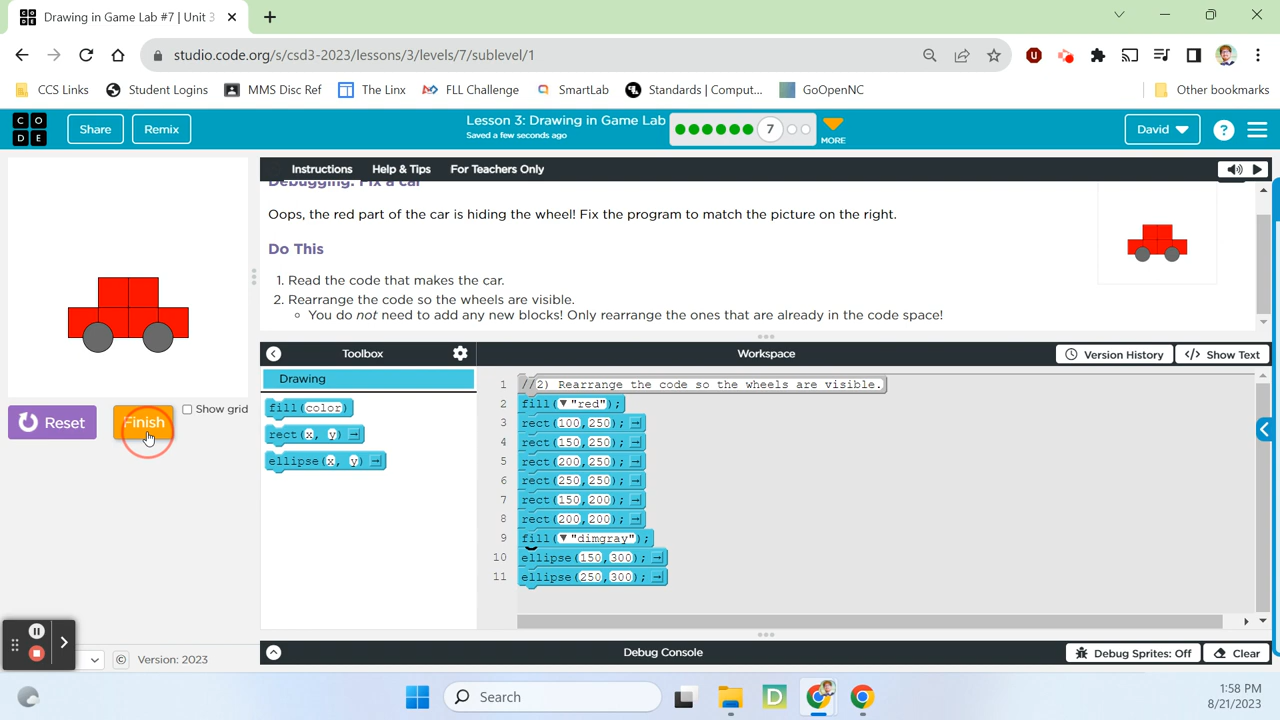 Drawing in Game Lab #7 | Unit 3
studio.code.org/s/csd3-2023/lessons/3/levels/7/sublevel/1
CCS Links
Student Logins
MMS Disc Ref
The Linx
FLL Challenge
SmartLab
Standards | Comput...
GoOpenNC
Other bookmarks
C O
D E
Share
Remix
Lesson 3: Drawing in Game Lab
Saved a few seconds ago
7
MORE
David
?
Instructions
Help & Tips
For Teachers Only
Debugging: Fix a car
Oops, the red part of the car is hiding the wheel! Fix the program to match the picture on the right.
Do This
1. Read the code that makes the car.
2. Rearrange the code so the wheels are visible.
You do not need to add any new blocks! Only rearrange the ones that are already in the code space!
Reset
Finish
Show grid
Toolbox
Workspace
Version History
</> Show Text
Drawing
fill(color)
rect(x, y)
ellipse(x, y)
1 //2) Rearrange the code so the wheels are visible.
2 fill("red");
3 rect(100,250);
4 rect(150,250);
5 rect(200,250);
6 rect(250,250);
7 rect(150,200);
8 rect(200,200);
9 fill("dimgray");
10 ellipse(150,300);
11 ellipse(250,300);
© Version: 2023
Debug Console
Debug Sprites: Off
Clear
Search
1:58 PM
8/21/2023